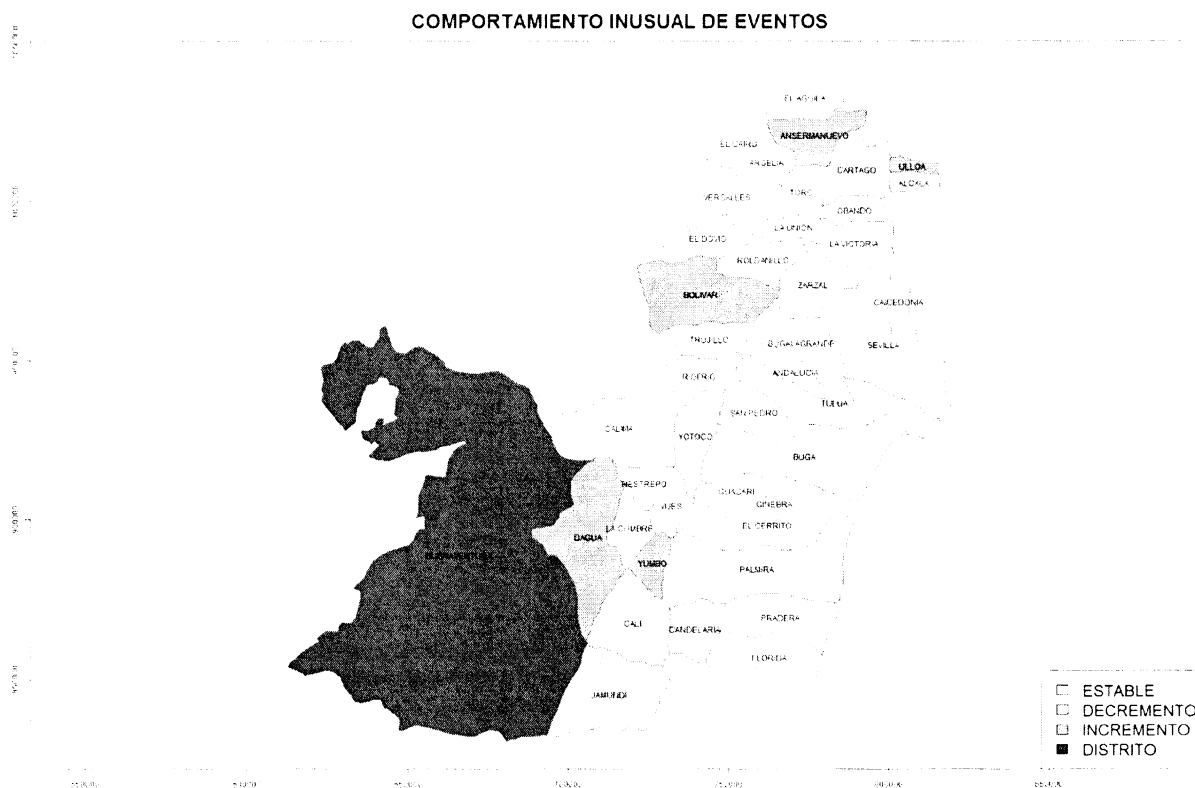 COMPORTAMIENTO INUSUAL DE EVENTOS
EL AGUILA
ANSERMANUEVO
EL CAIRO
ARGELIA
CARTAGO
ULLOA
ALCALA
VERSALLES
TORO
OBANDO
LA UNION
EL DOVIO
LA VICTORIA
ROLDANILLO
ZARZAL
BOLIVAR
CAICEDONIA
TRUJILLO
BUGALAGRANDE
SEVILLA
RIOFRIO
ANDALUCIA
TULUA
SAN PEDRO
CALIMA
YOTOCO
BUGA
RESTREPO
GUACARI
GINEBRA
LA CUMBRE
EL CERRITO
DAGUA
YUMBO
PALMIRA
CALI
CANDELARIA
PRADERA
FLORIDA
JAMUNDI
ESTABLE
DECREMENTO
INCREMENTO
DISTRITO